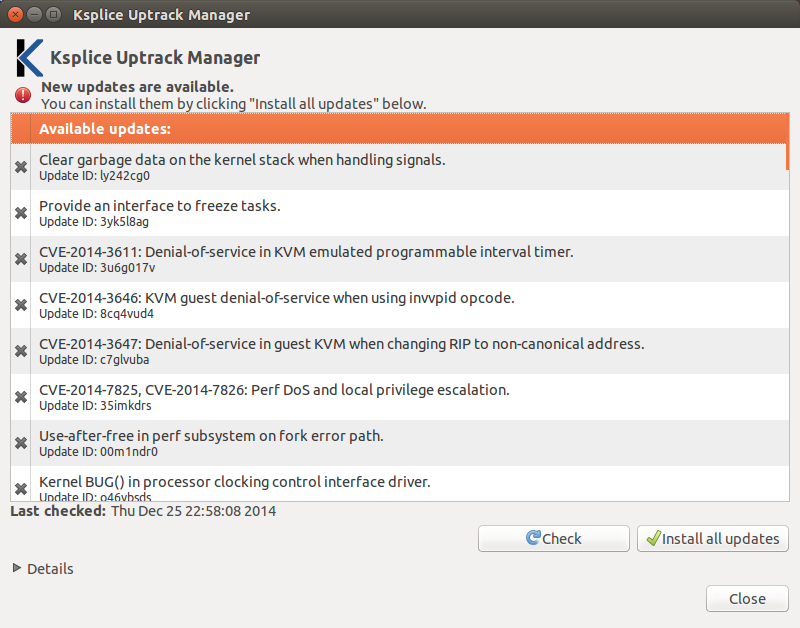 Ksplice Uptrack Manager
Ksplice Uptrack Manager
New updates are available.
You can install them by clicking "Install all updates" below.
Available updates:
Clear garbage data on the kernel stack when handling signals.
Update ID: ly242cg0
Provide an interface to freeze tasks.
Update ID: 3yk5l8ag
CVE-2014-3611: Denial-of-service in KVM emulated programmable interval timer.
Update ID: 3u6g017v
CVE-2014-3646: KVM guest denial-of-service when using invvpid opcode.
Update ID: 8cq4vud4
CVE-2014-3647: Denial-of-service in guest KVM when changing RIP to non-canonical address.
Update ID: c7glvuba
CVE-2014-7825, CVE-2014-7826: Perf DoS and local privilege escalation.
Update ID: 35imkdrs
Use-after-free in perf subsystem on fork error path.
Update ID: 00m1ndr0
Kernel BUG() in processor clocking control interface driver.
Update ID: o46vbsds
Last checked: Thu Dec 25 22:58:08 2014
Check
Install all updates
Details
Close